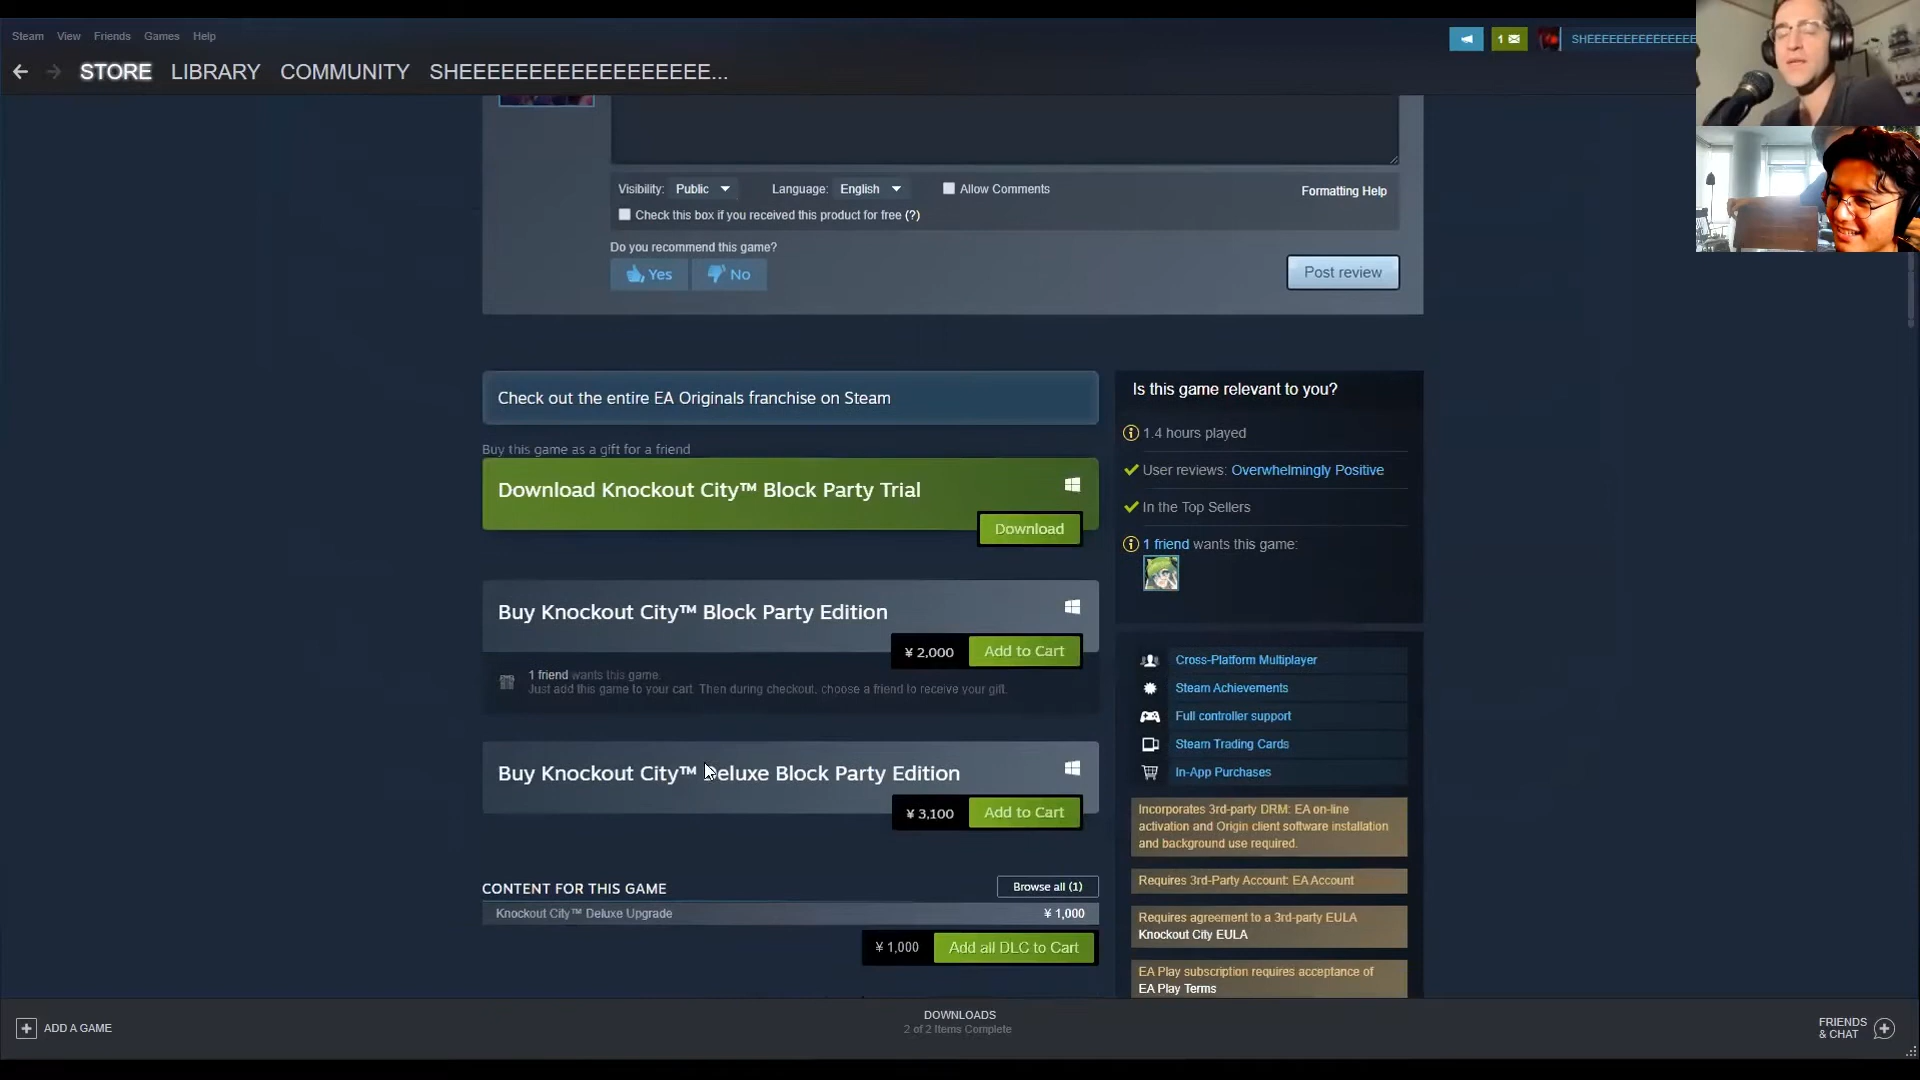 Steam View Friends Games Help
1
SHEEEEEEEEEEEEEEE
STORE LIBRARY COMMUNITY SHEEEEEEEEEEEEEEEEEE...
Visibility: Public Language: English Allow Comments
Formatting Help
Check this box if you received this product for free (?)
Do you recommend this game?
Yes No
Post review
Check out the entire EA Originals franchise on Steam
Buy this game as a gift for a friend
Download Knockout City™ Block Party Trial
Download
Buy Knockout City™ Block Party Edition
¥ 2,000 Add to Cart
1 friend wants this game.
Just add this game to your cart. Then during checkout, choose a friend to receive your gift.
Buy Knockout City™ Deluxe Block Party Edition
¥ 3,100 Add to Cart
CONTENT FOR THIS GAME Browse all (1)
Knockout City™ Deluxe Upgrade ¥ 1,000
¥ 1,000 Add all DLC to Cart
Is this game relevant to you?
1.4 hours played
User reviews: Overwhelmingly Positive
In the Top Sellers
1 friend wants this game:
Cross-Platform Multiplayer
Steam Achievements
Full controller support
Steam Trading Cards
In-App Purchases
Incorporates 3rd-party DRM: EA on-line
activation and Origin client software installation
and background use required.
Requires 3rd-Party Account: EA Account
Requires agreement to a 3rd-party EULA
Knockout City EULA
EA Play subscription requires acceptance of
EA Play Terms
ADD A GAME
DOWNLOADS
2 of 2 Items Complete
FRIENDS
& CHAT